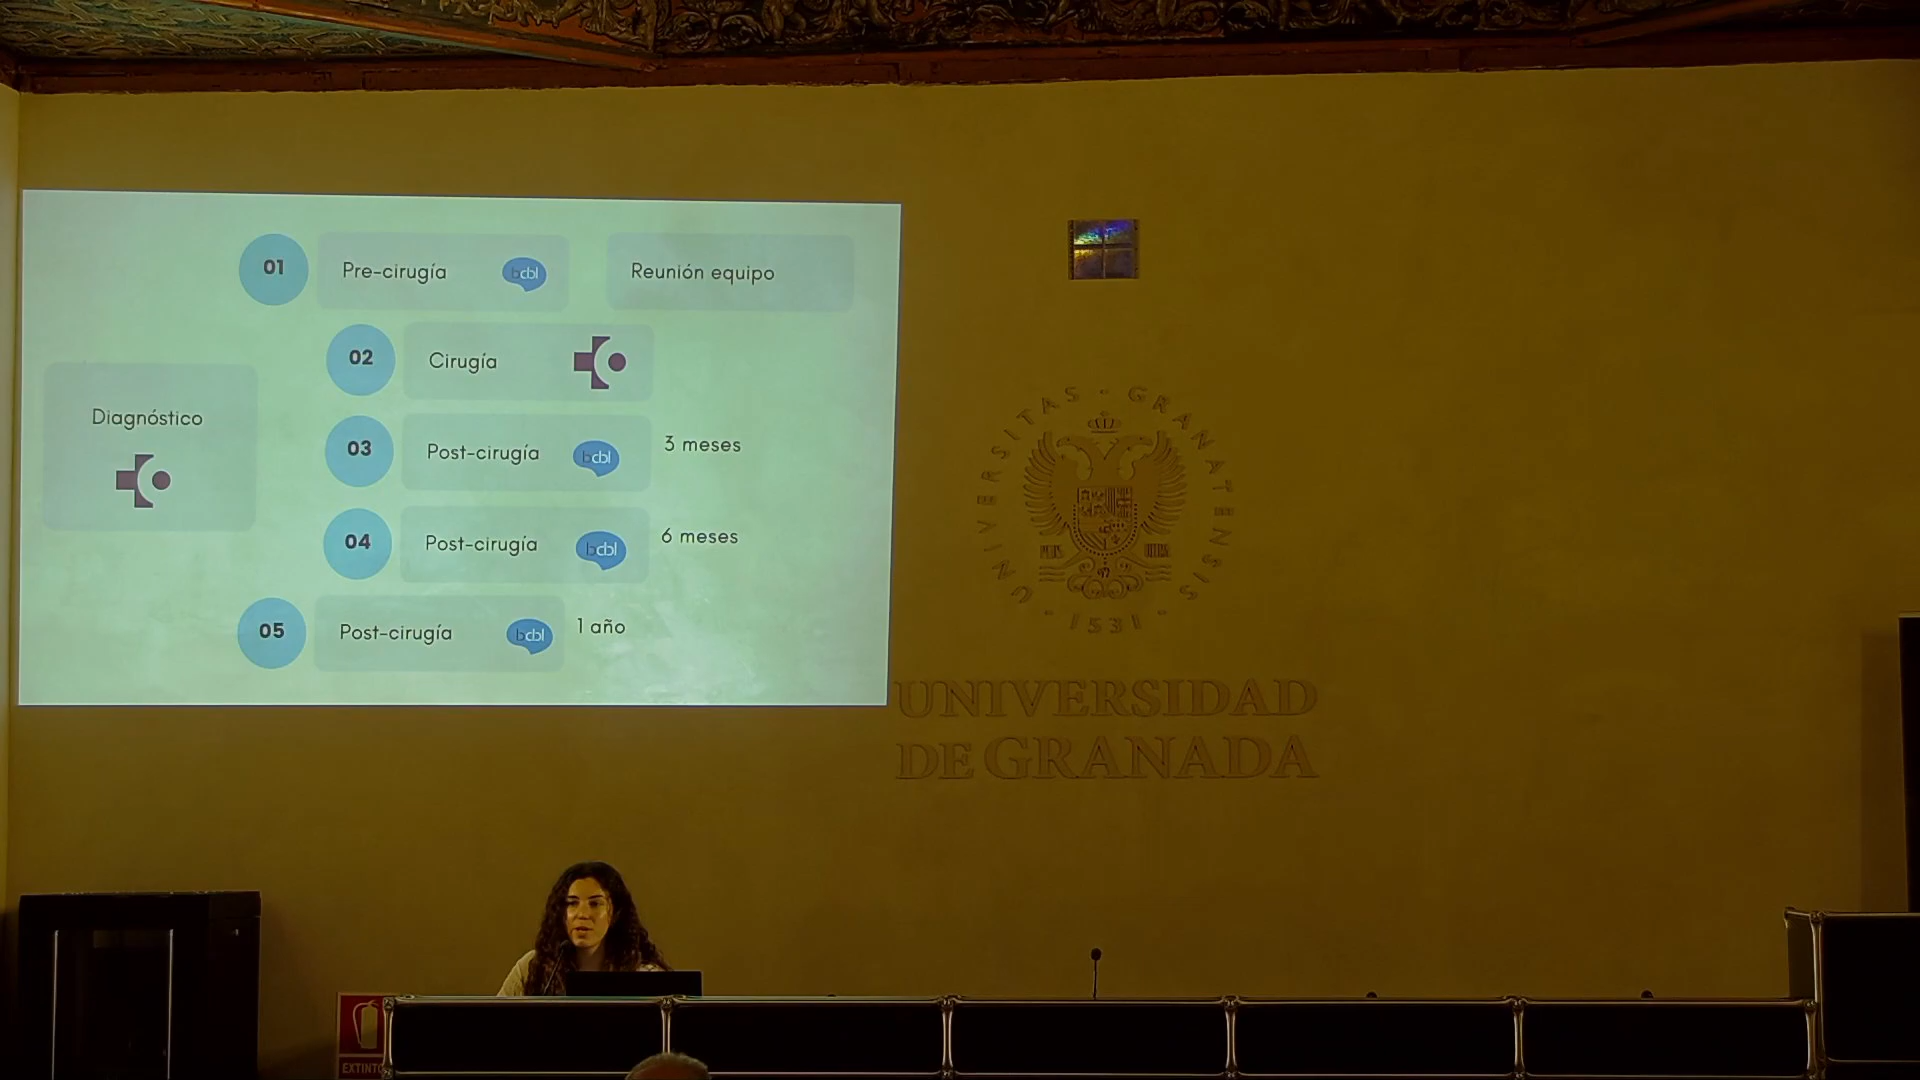 01
Pre-cirugía
bcbl
Reunión equipo
02
Cirugía
Diagnóstico
03
Post-cirugía
bcbl
3 meses
04
Post-cirugía
bcbl
6 meses
05
Post-cirugía
bcbl
1 año
UNIVERSITAS · GRANATENSIS
· 1531 ·
UNIVERSIDAD
DE GRANADA